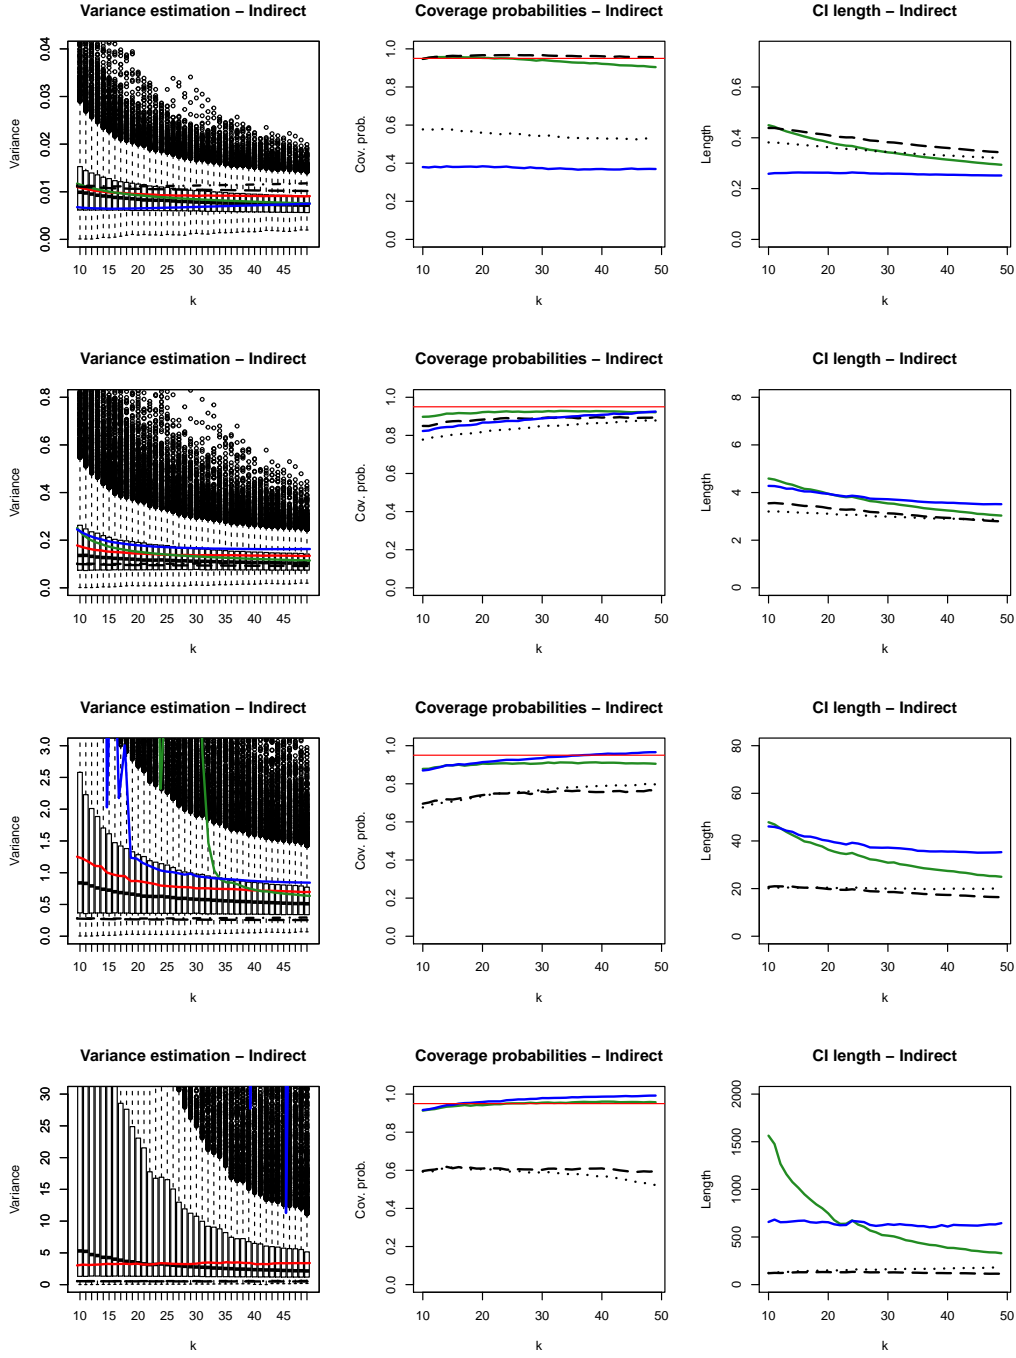 Variance estimation – Indirect
Coverage probabilities – Indirect
CI length – Indirect
Variance
0.00 0.01 0.02 0.03 0.04
10 15 20 25 30 35 40 45
k
Cov. prob.
0.0 0.2 0.4 0.6 0.8 1.0
10 20 30 40 50
k
Length
0.0 0.2 0.4 0.6
10 20 30 40 50
k
Variance estimation – Indirect
Coverage probabilities – Indirect
CI length – Indirect
Variance
0.0 0.2 0.4 0.6 0.8
10 15 20 25 30 35 40 45
k
Cov. prob.
0.0 0.2 0.4 0.6 0.8 1.0
10 20 30 40 50
k
Length
0 2 4 6 8
10 20 30 40 50
k
Variance estimation – Indirect
Coverage probabilities – Indirect
CI length – Indirect
Variance
0.0 0.5 1.0 1.5 2.0 2.5 3.0
10 15 20 25 30 35 40 45
k
Cov. prob.
0.0 0.2 0.4 0.6 0.8 1.0
10 20 30 40 50
k
Length
0 20 40 60 80
10 20 30 40 50
k
Variance estimation – Indirect
Coverage probabilities – Indirect
CI length – Indirect
Variance
0 5 10 15 20 25 30
10 15 20 25 30 35 40 45
k
Cov. prob.
0.0 0.2 0.4 0.6 0.8 1.0
10 20 30 40 50
k
Length
0 500 1000 1500 2000
10 20 30 40 50
k